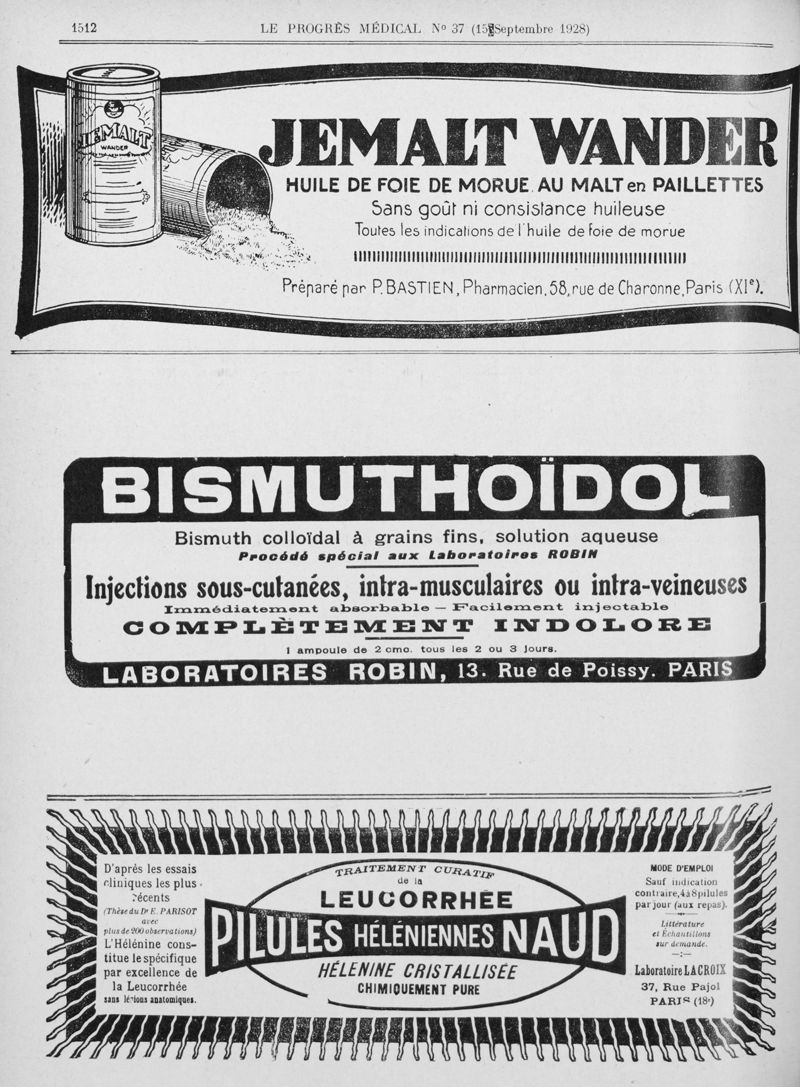 1512
LE PROGRÈS MÉDICAL No 37 (15 Septembre 1928)
JEMALT
WANDER
JEMALT WANDER
HUILE DE FOIE DE MORUE AU MALT en PAILLETTES
Sans goût ni consistance huileuse
Toutes les indications de l'huile de foie de morue
Préparé par P. BASTIEN, Pharmacien, 58, rue de Charonne, Paris (XIe).
BISMUTHOÏDOL
Bismuth colloïdal à grains fins, solution aqueuse
Procédé spécial aux Laboratoires ROBIN
Injections sous-cutanées, intra-musculaires ou intra-veineuses
Immédiatement absorbable — Facilement injectable
COMPLÈTEMENT INDOLORE
1 ampoule de 2 cmc. tous les 2 ou 3 jours.
LABORATOIRES ROBIN, 13. Rue de Poissy. PARIS
D'après les essais
cliniques les plus
récents
(Thèse du Dr E. PARISOT
avec
plus de 200 observations)
L'Hélénine cons-
titue le spécifique
par excellence de
la Leucorrhée
sans lésions anatomiques.
TRAITEMENT CURATIF
de la
LEUCORRHÉE
PILULES HÉLÉNIENNES NAUD
HÉLENINE CRISTALLISÉE
CHIMIQUEMENT PURE
MODE D'EMPLOI
Sauf indication
contraire, 4 à 8 pilules
par jour (aux repas).
Littérature
et Échantillons
sur demande.
Laboratoire LACROIX
37, Rue Pajol
PARIS (18e)